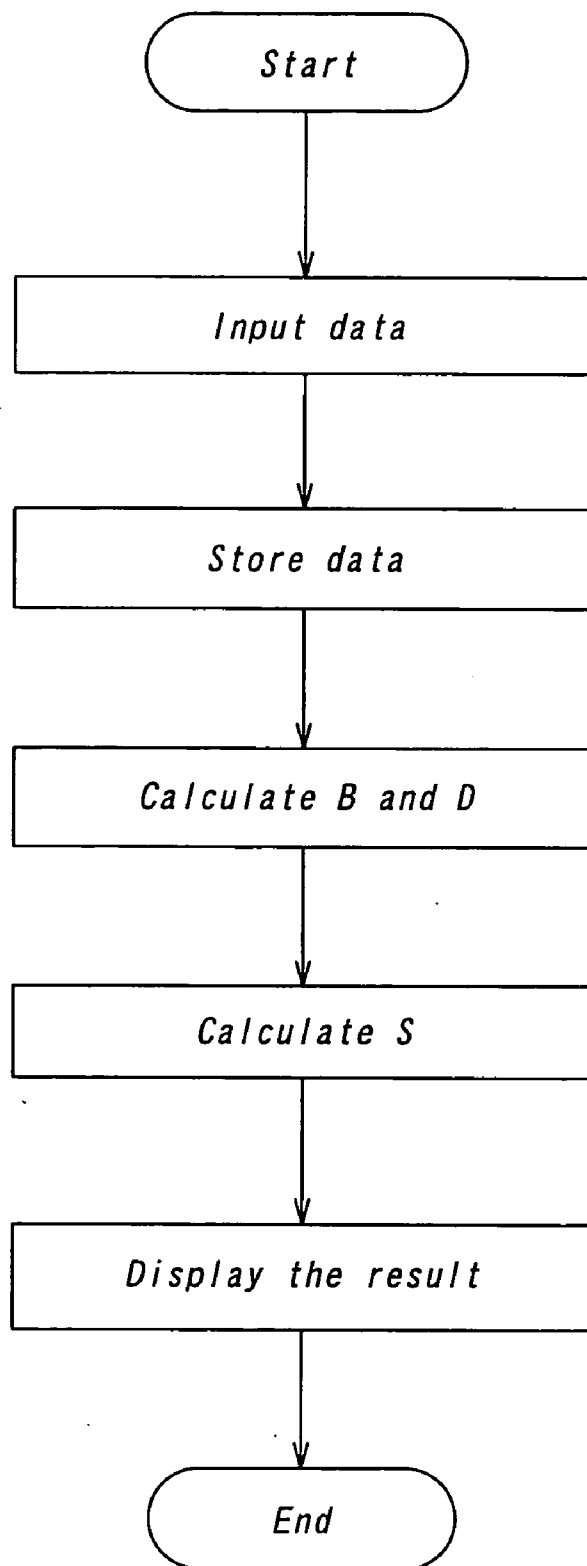 Start
Input data
Store data
Calculate B and D
Calculate S
Display the result
End